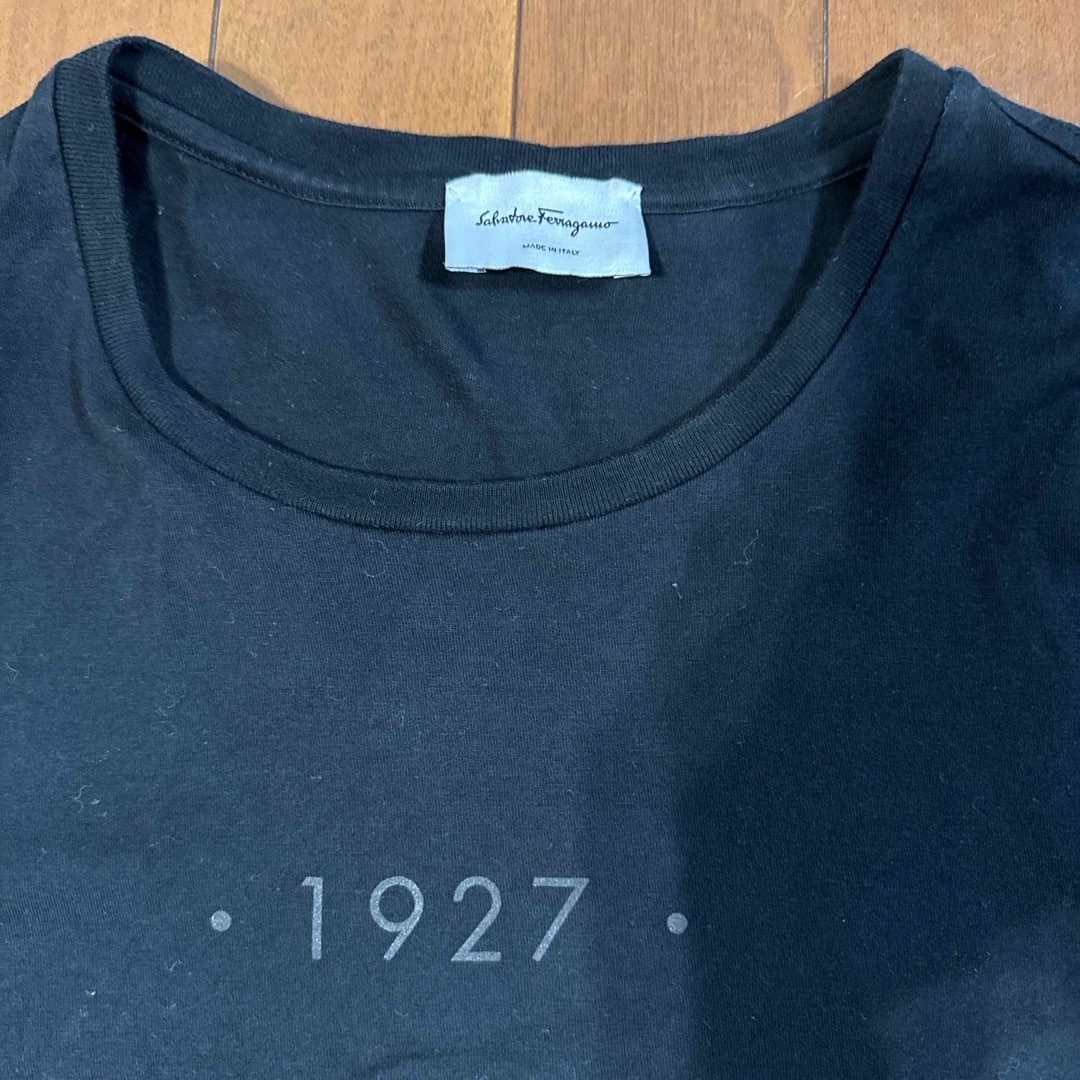 Salvatore Ferragamo
MADE IN ITALY
• 1927 •